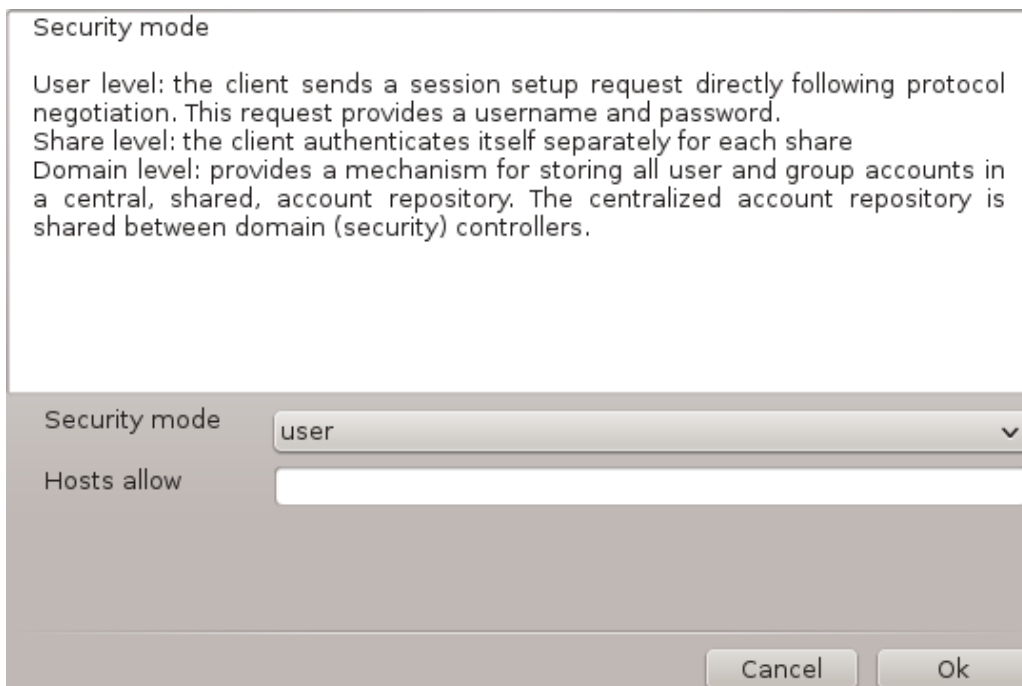 Security mode
User level: the client sends a session setup request directly following protocol
negotiation. This request provides a username and password.
Share level: the client authenticates itself separately for each share
Domain level: provides a mechanism for storing all user and group accounts in
a central, shared, account repository. The centralized account repository is
shared between domain (security) controllers.
Security mode
user
Hosts allow
Cancel
Ok